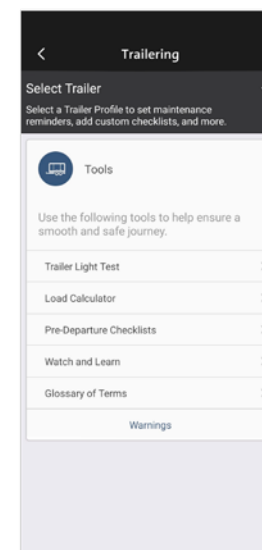 Trailering
Select Trailer
Select a Trailer Profile to set maintenance
reminders, add custom checklists, and more.
Tools
Use the following tools to help ensure a
smooth and safe journey.
Trailer Light Test
Load Calculator
Pre-Departure Checklists
Watch and Learn
Glossary of Terms
Warnings